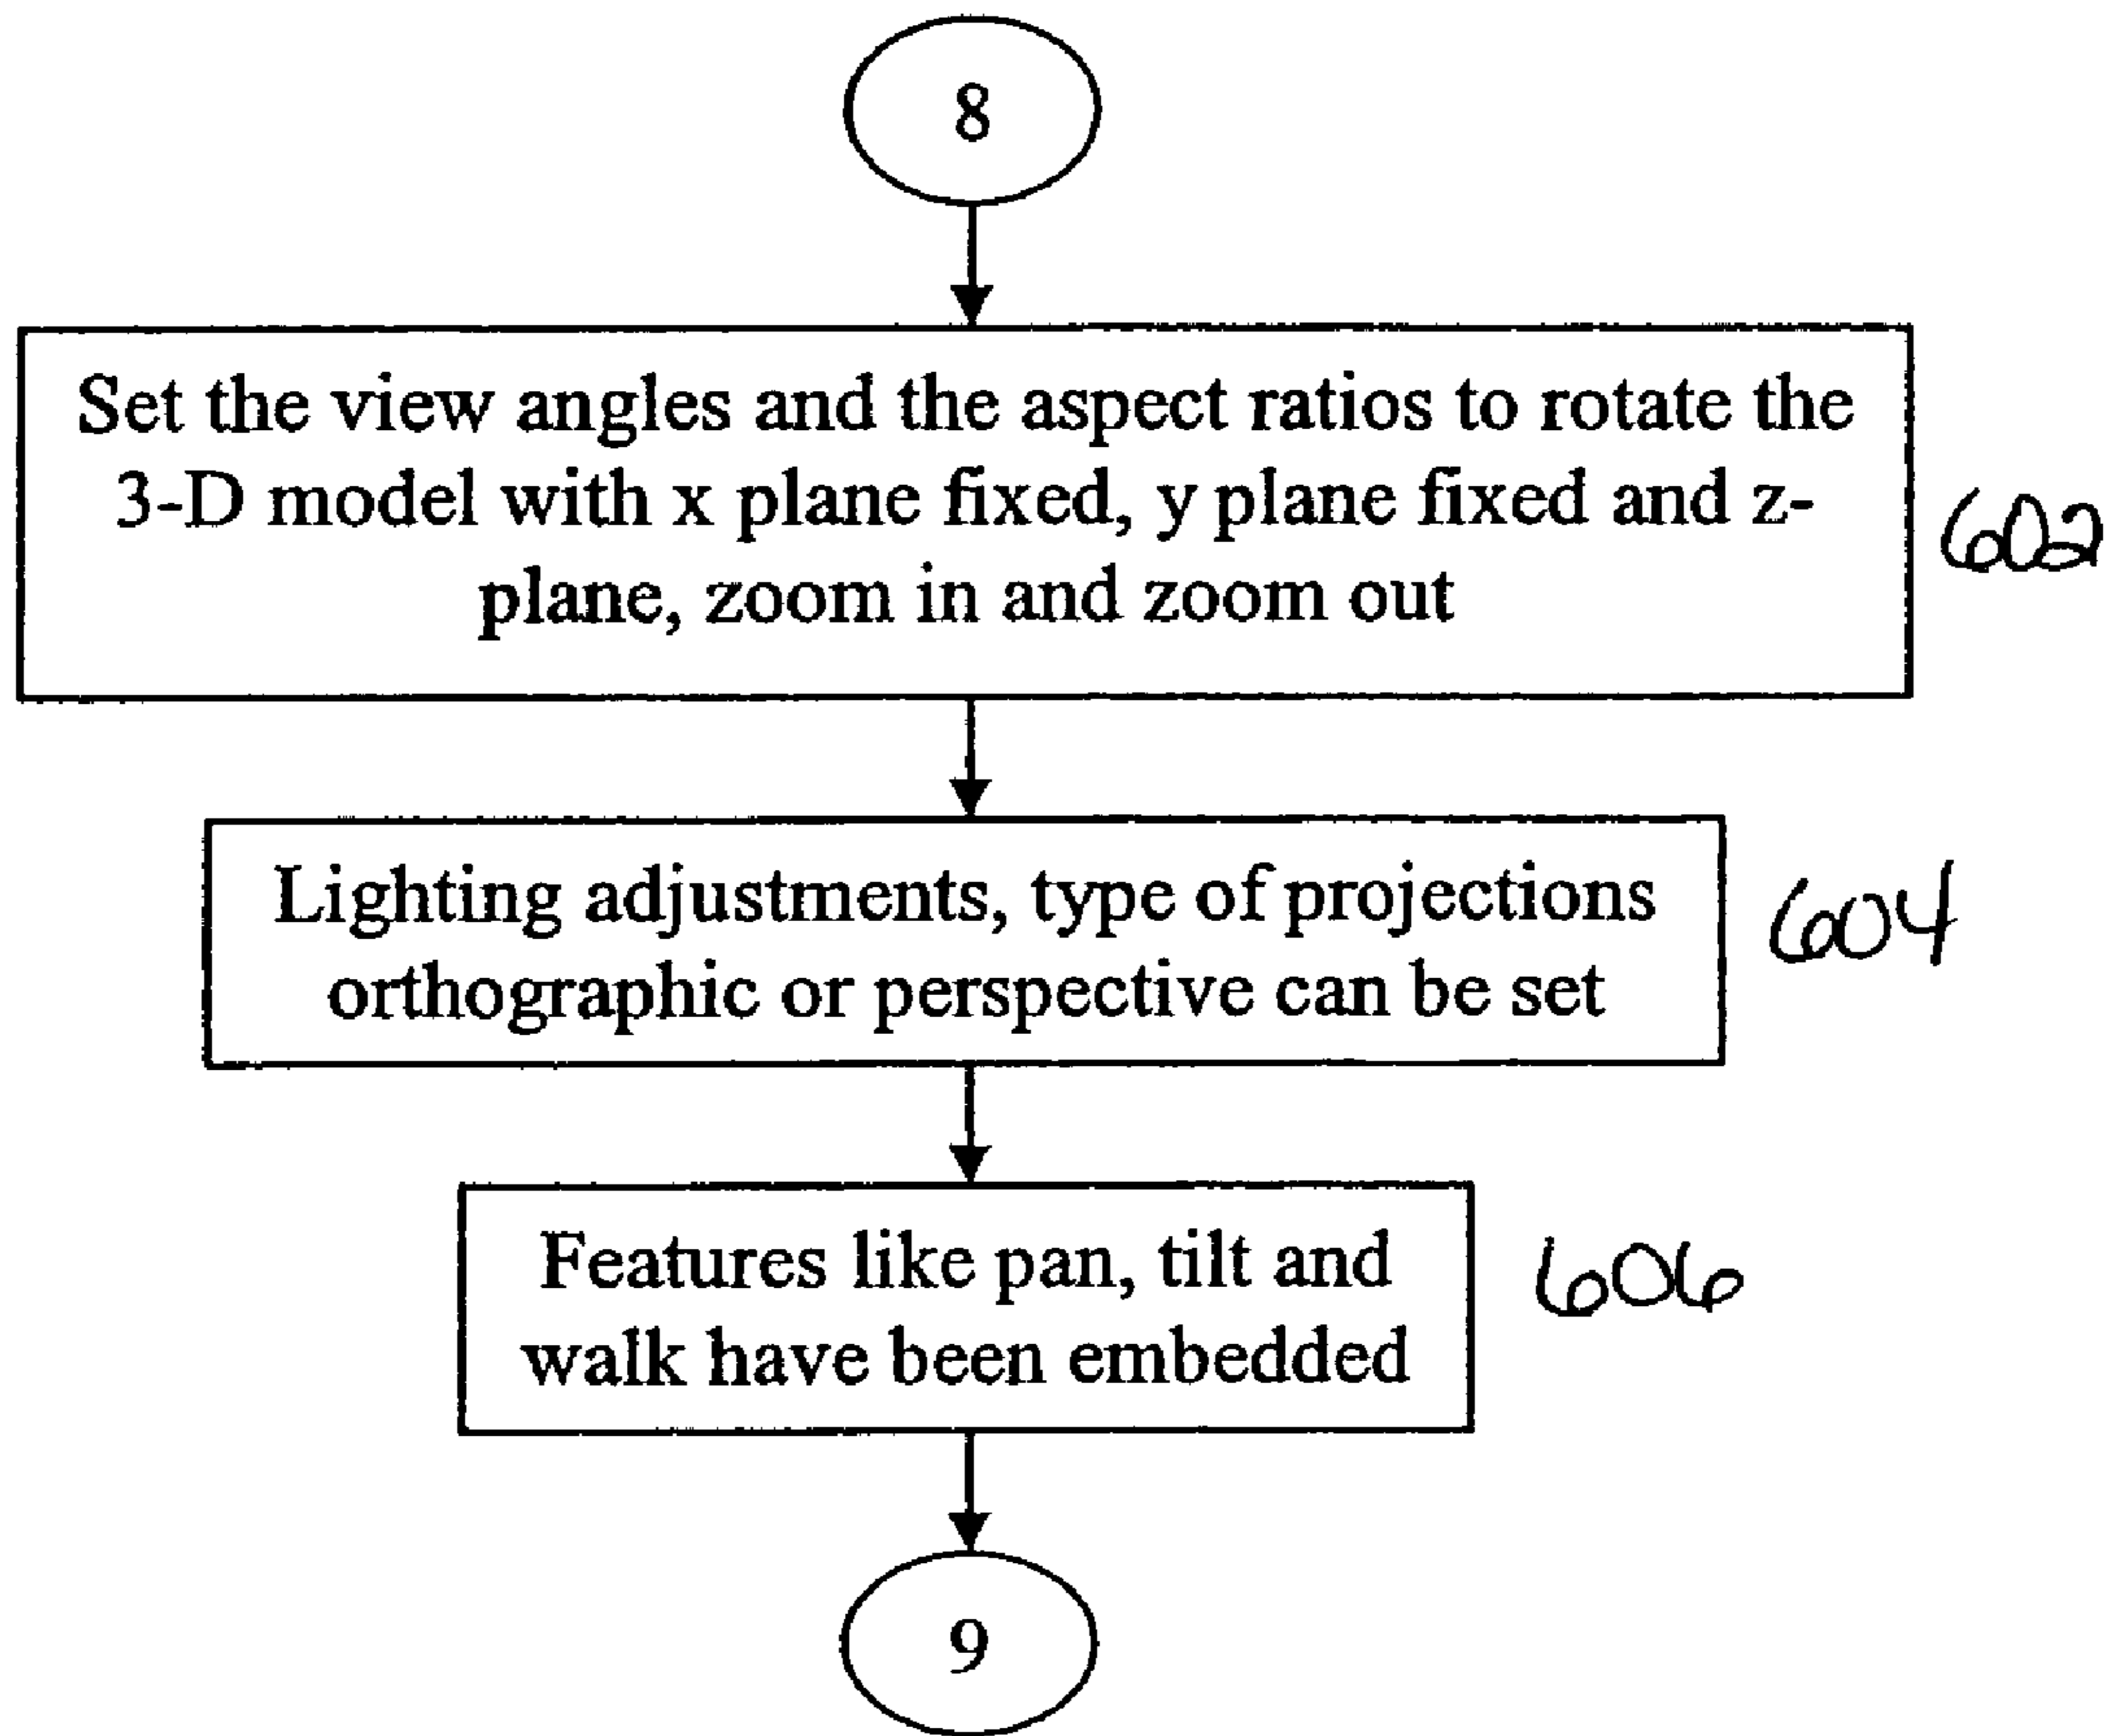 8
Set the view angles and the aspect ratios to rotate the
3-D model with x plane fixed, y plane fixed and z-
plane, zoom in and zoom out
602
Lighting adjustments, type of projections
orthographic or perspective can be set
604
Features like pan, tilt and
walk have been embedded
606
9